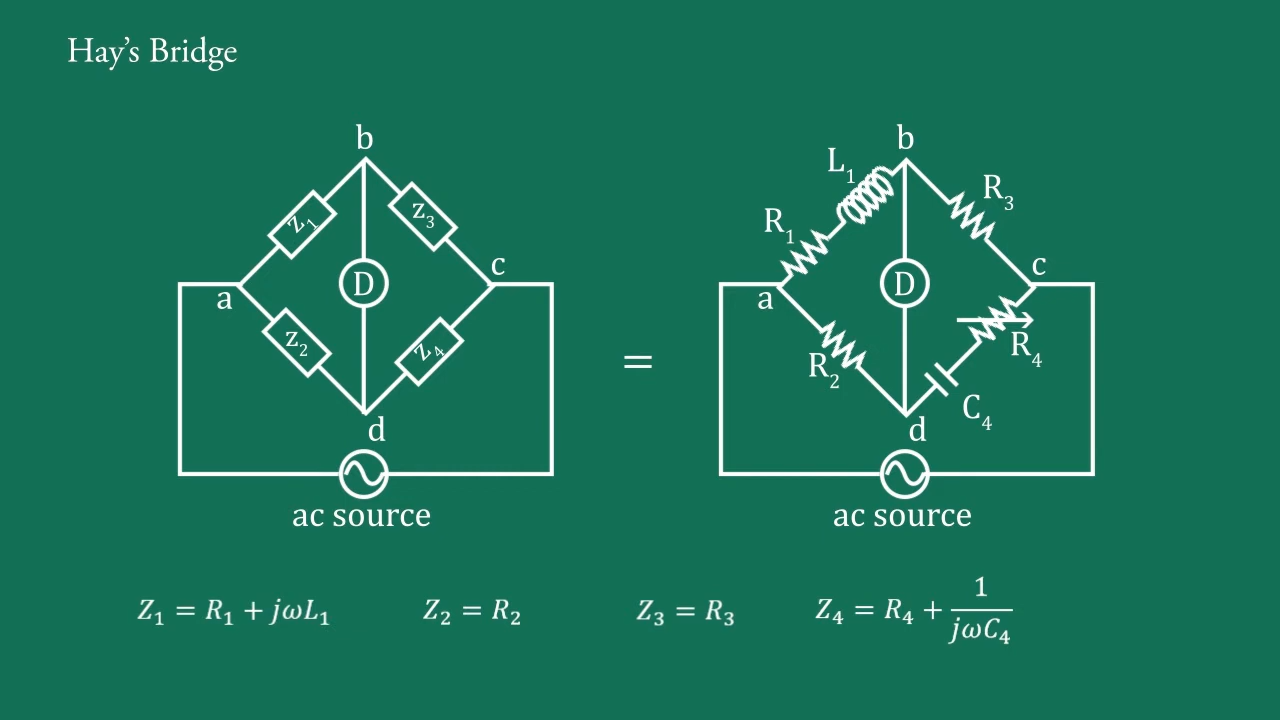 Hay's Bridge
b
Z₁
Z₃
D
a
c
Z₂
Z₄
d
ac source
=
b
L₁
R₁
R₃
D
a
c
R₂
R₄
C₄
d
ac source
Z₁ = R₁ + jωL₁
Z₂ = R₂
Z₃ = R₃
Z₄ = R₄ + 1/(jωC₄)